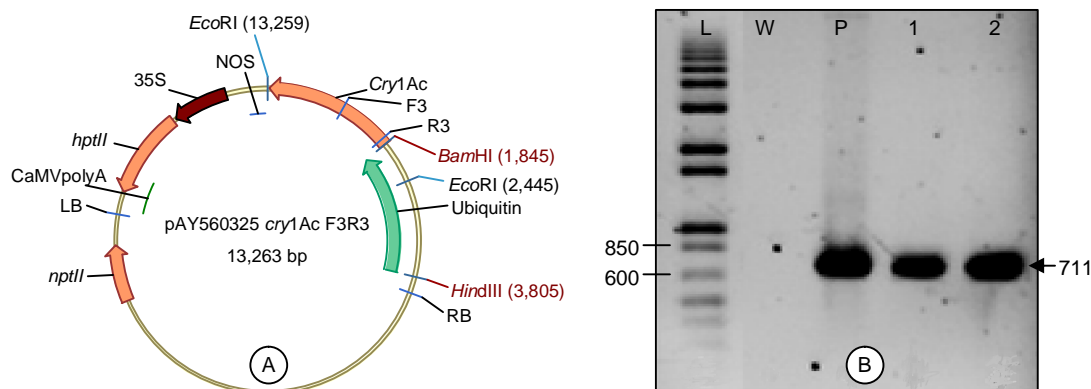 EcoRI (13,259)
NOS
35S
Cry1Ac
F3
R3
hptII
BamHI (1,845)
CaMVpolyA
EcoRI (2,445)
LB
Ubiquitin
pAY560325 cry1Ac F3R3
13,263 bp
nptII
HindIII (3,805)
RB
A
L W P 1 2
850
600
711
B